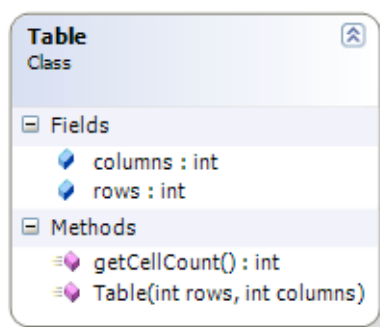 Table
Class
Fields
columns : int
rows : int
Methods
getCellCount() : int
Table(int rows, int columns)